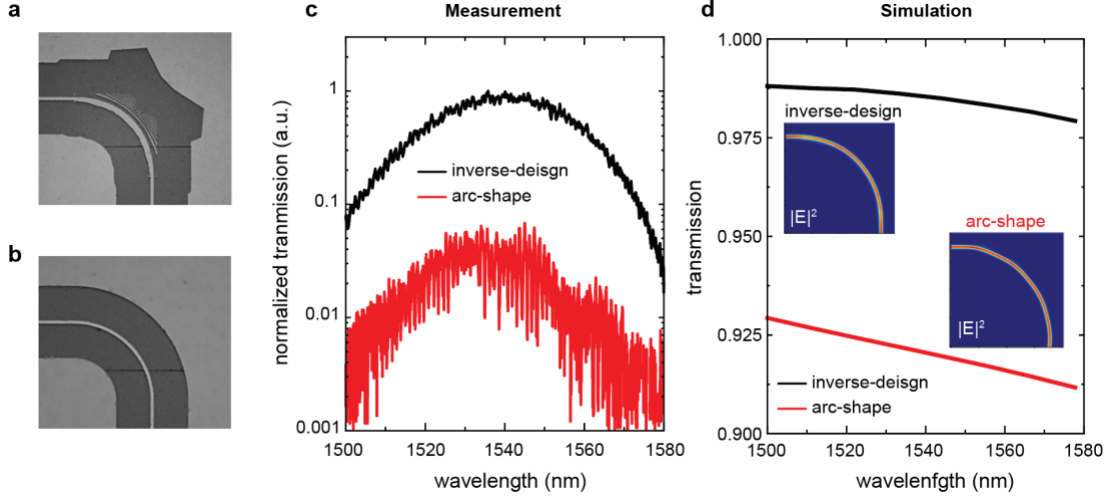 a
b
c
Measurement
normalized tranmission (a.u.)
1
0.1
0.01
0.001
inverse-deisgn
arc-shape
1500
1520
1540
1560
1580
wavelength (nm)
d
Simulation
transmission
1.000
0.975
0.950
0.925
0.900
inverse-design
|E|2
arc-shape
|E|2
inverse-deisgn
arc-shape
1500
1520
1540
1560
1580
wavelenfgth (nm)